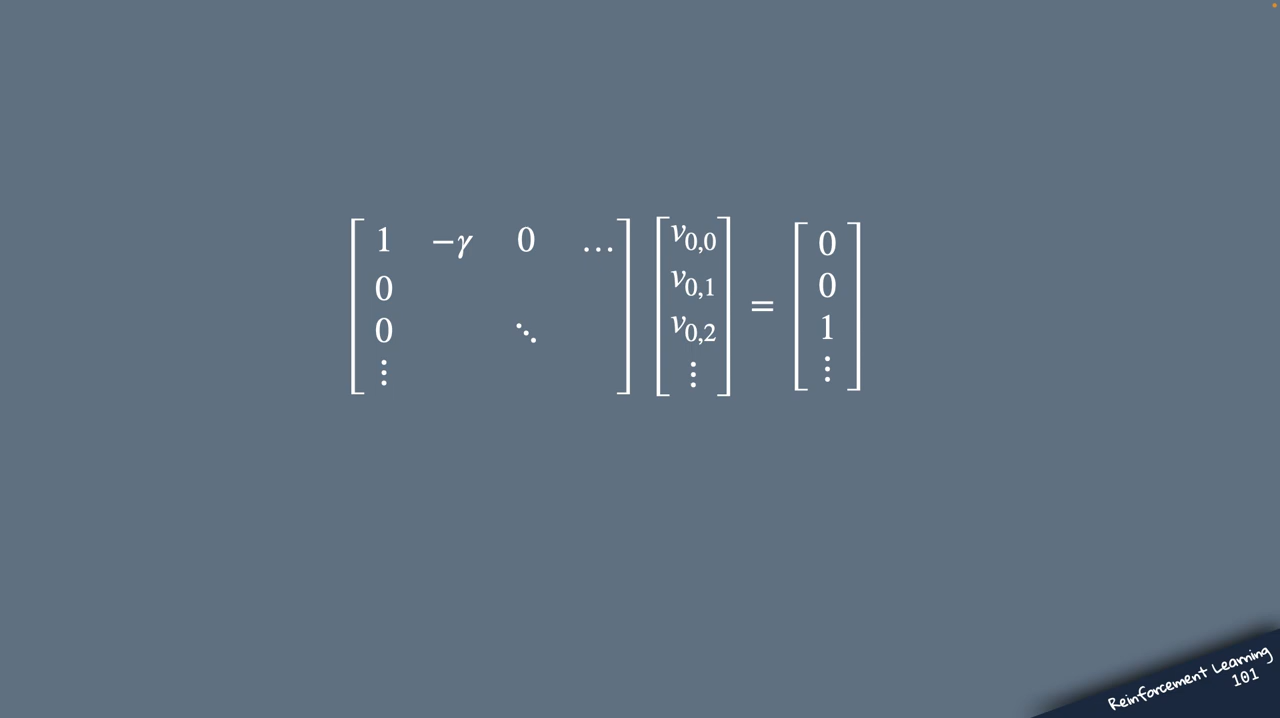 [ 1 −γ 0 … ] [ v0,0 ] [ 0 ]
[ 0 ] [ v0,1 ] [ 0 ]
=
[ 0 ⋱ ] [ v0,2 ] [ 1 ]
[ ⋮ ] [ ⋮ ] [ ⋮ ]
Reinforcement Learning
101